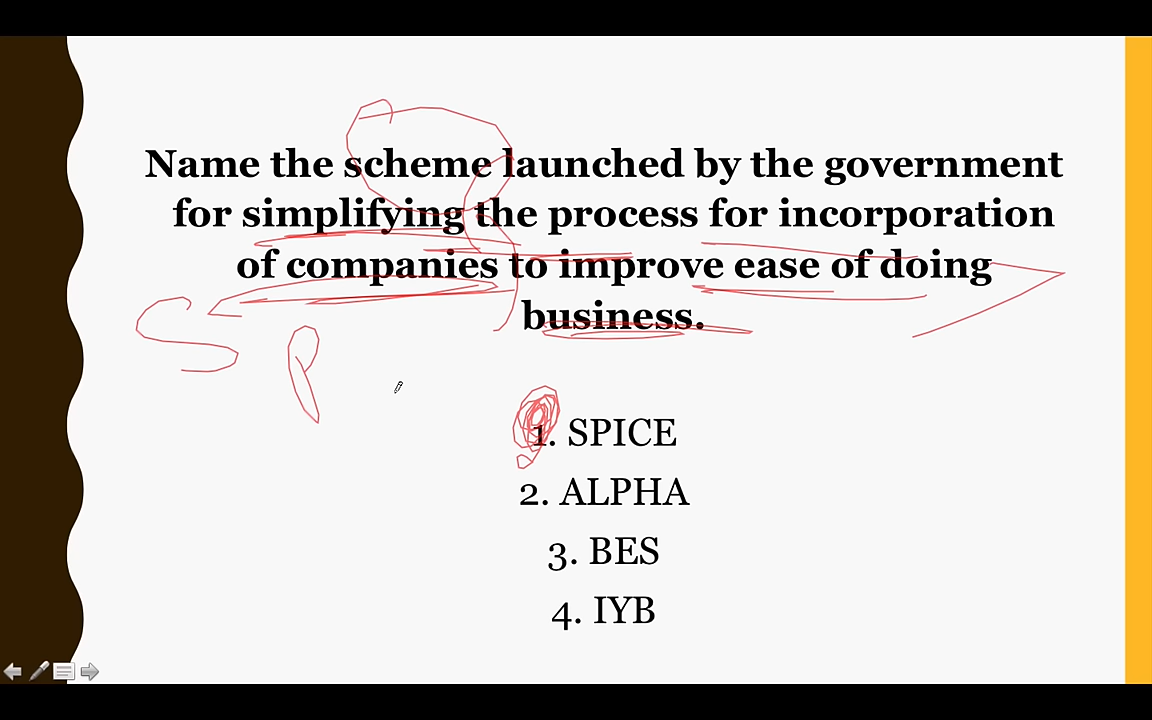 Name the scheme launched by the government
for simplifying the process for incorporation
of companies to improve ease of doing
business.
S P
1. SPICE
2. ALPHA
3. BES
4. IYB